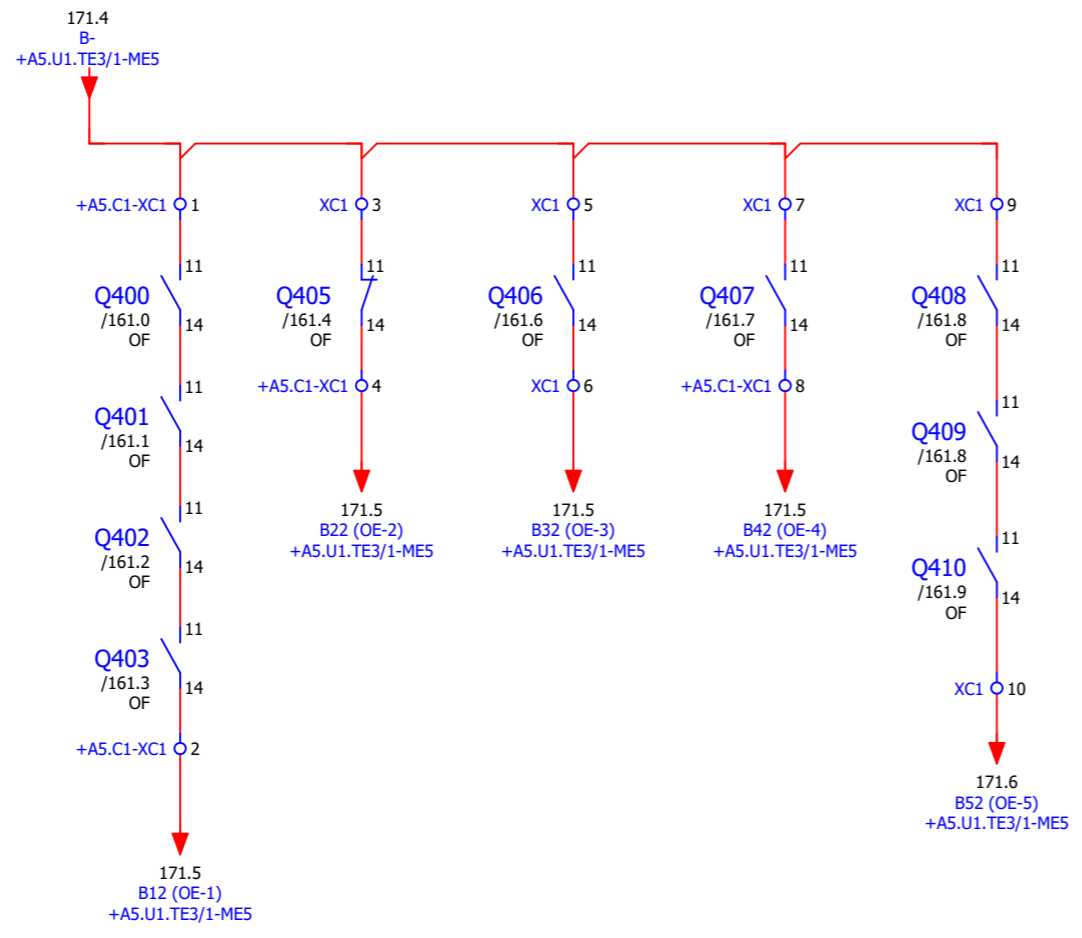 171.4
B-
+A5.U1.TE3/1-ME5
+A5.C1-XC1 1
XC1 3
XC1 5
XC1 7
XC1 9
11
Q400
/161.0
14
OF
11
Q405
/161.4
14
OF
11
Q406
/161.6
14
OF
11
Q407
/161.7
14
OF
11
Q408
/161.8
14
OF
11
Q401
/161.1
14
OF
+A5.C1-XC1 4
XC1 6
+A5.C1-XC1 8
11
Q409
/161.8
14
OF
11
Q402
/161.2
14
OF
171.5
B22 (OE-2)
+A5.U1.TE3/1-ME5
171.5
B32 (OE-3)
+A5.U1.TE3/1-ME5
171.5
B42 (OE-4)
+A5.U1.TE3/1-ME5
11
Q410
/161.9
14
OF
11
Q403
/161.3
14
OF
XC1 10
+A5.C1-XC1 2
171.6
B52 (OE-5)
+A5.U1.TE3/1-ME5
171.5
B12 (OE-1)
+A5.U1.TE3/1-ME5